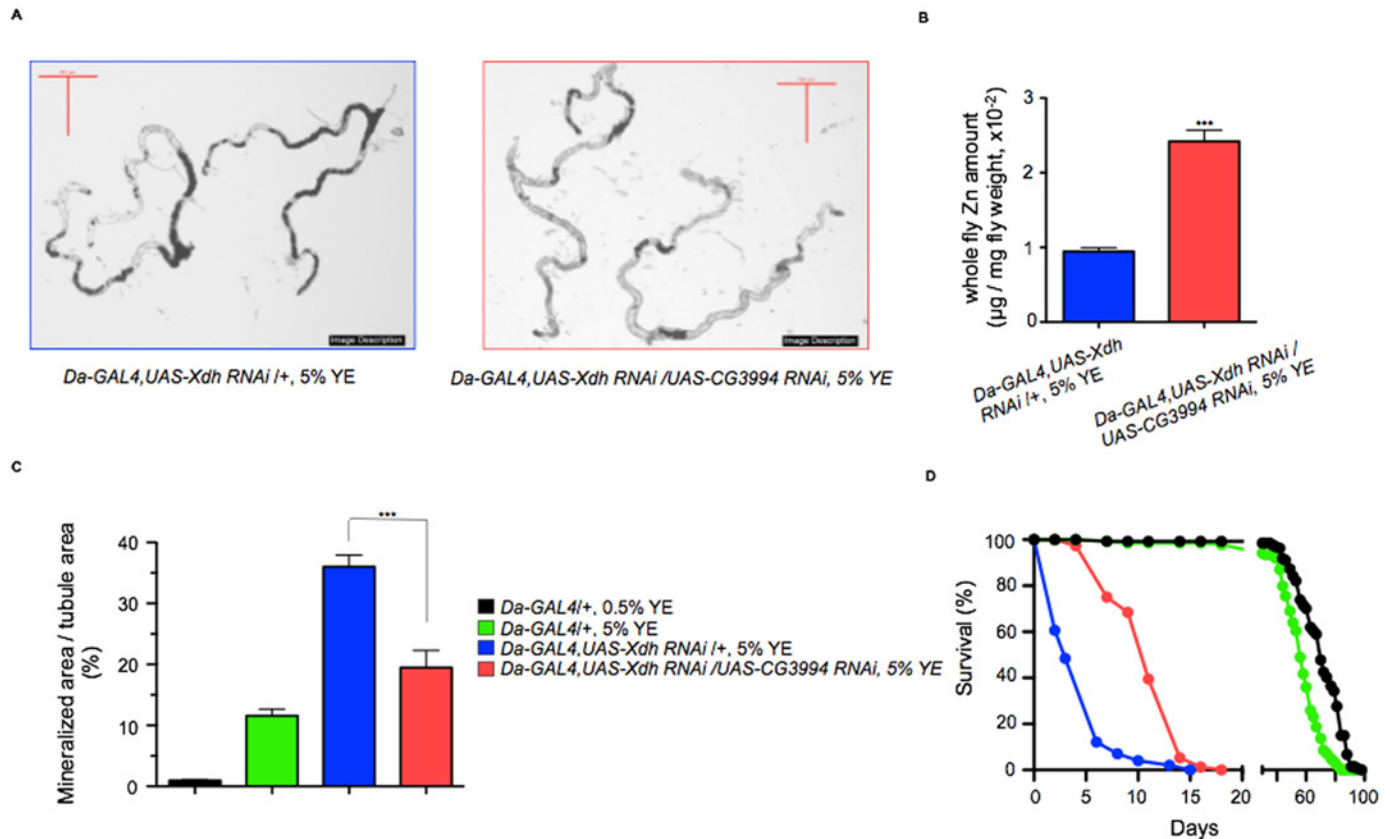 A
Image Description
Da-GAL4,UAS-Xdh RNAi /+, 5% YE
Image Description
Da-GAL4,UAS-Xdh RNAi /UAS-CG3994 RNAi, 5% YE
B
whole fly Zn amount
(µg / mg fly weight, x10-2)
3
2
1
0
***
Da-GAL4,UAS-Xdh
RNAi /+, 5% YE
Da-GAL4,UAS-Xdh RNAi /
UAS-CG3994 RNAi, 5% YE
C
Mineralized area / tubule area
(%)
40
30
20
10
0
***
Da-GAL4/+, 0.5% YE
Da-GAL4/+, 5% YE
Da-GAL4,UAS-Xdh RNAi /+, 5% YE
Da-GAL4,UAS-Xdh RNAi /UAS-CG3994 RNAi, 5% YE
D
Survival (%)
100
80
60
40
20
0
0 5 10 15 20 60 100
Days